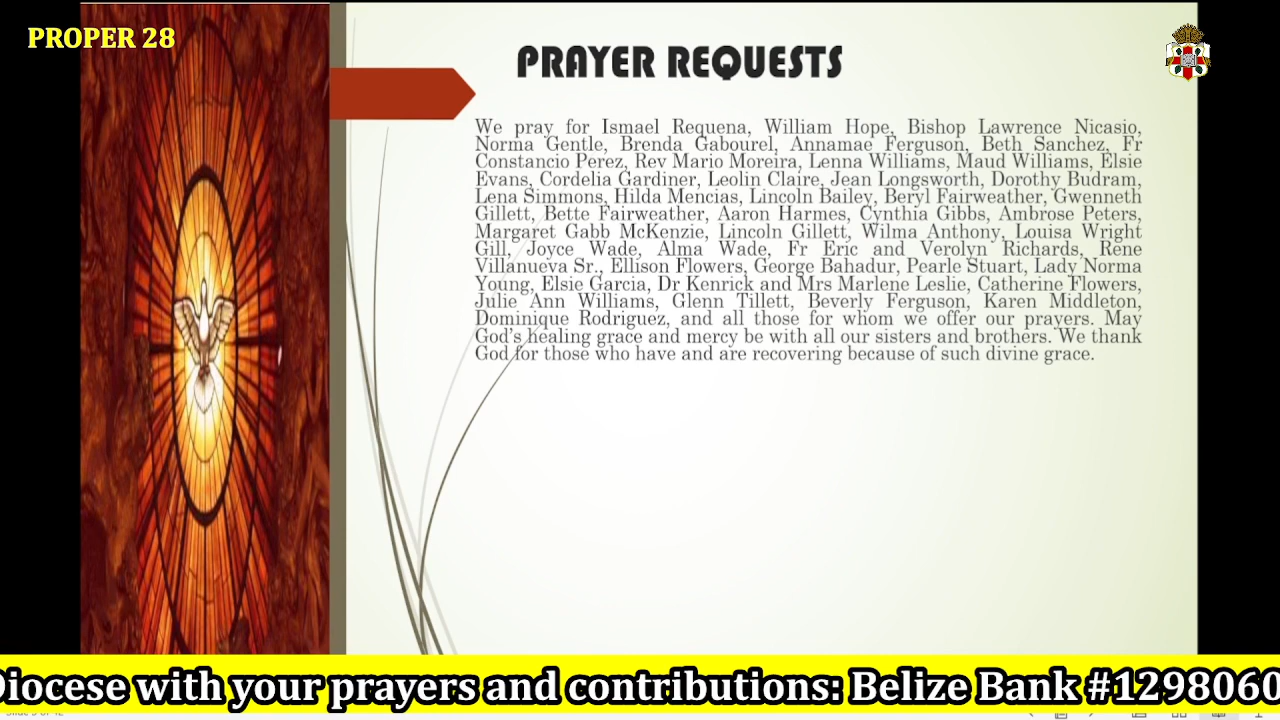 PROPER 28
PRAYER REQUESTS
We pray for Ismael Requena, William Hope, Bishop Lawrence Nicasio,
Norma Gentle, Brenda Gabourel, Annamae Ferguson, Beth Sanchez, Fr
Constancio Perez, Rev Mario Moreira, Lenna Williams, Maud Williams, Elsie
Evans, Cordelia Gardiner, Leolin Claire, Jean Longsworth, Dorothy Budram,
Lena Simmons, Hilda Mencias, Lincoln Bailey, Beryl Fairweather, Gwenneth
Gillett, Bette Fairweather, Aaron Harmes, Cynthia Gibbs, Ambrose Peters,
Margaret Gabb McKenzie, Lincoln Gillett, Wilma Anthony, Louisa Wright
Gill, Joyce Wade, Alma Wade, Fr Eric and Verolyn Richards, Rene
Villanueva Sr., Ellison Flowers, George Bahadur, Pearle Stuart, Lady Norma
Young, Elsie Garcia, Dr Kenrick and Mrs Marlene Leslie, Catherine Flowers,
Julie Ann Williams, Glenn Tillett, Beverly Ferguson, Karen Middleton,
Dominique Rodriguez, and all those for whom we offer our prayers. May
God's healing grace and mercy be with all our sisters and brothers. We thank
God for those who have and are recovering because of such divine grace.
Diocese with your prayers and contributions: Belize Bank #1298060